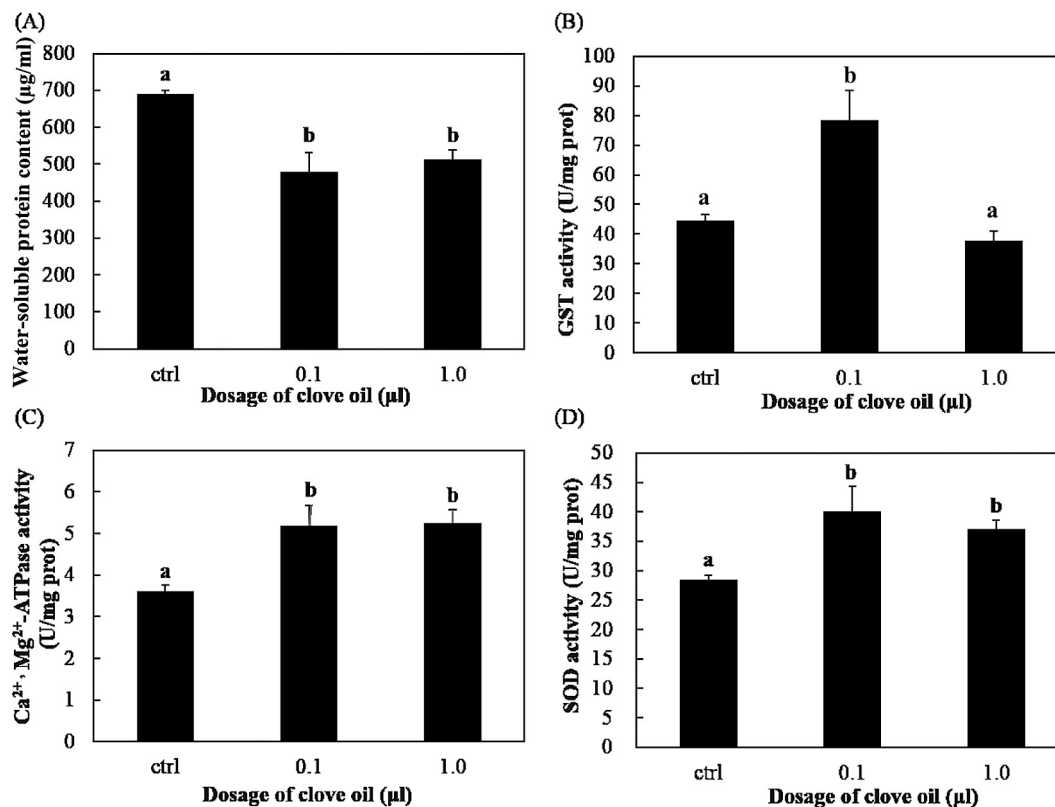 (A)
Water-soluble protein content (µg/ml)
800
700
600
500
400
300
200
100
0
a
b
b
ctrl
0.1
1.0
Dosage of clove oil (µl)
(B)
GST activity (U/mg prot)
100
90
80
70
60
50
40
30
20
10
0
a
b
a
ctrl
0.1
1.0
Dosage of clove oil (µl)
(C)
Ca²⁺, Mg²⁺-ATPase activity
(U/mg prot)
7
6
5
4
3
2
1
0
a
b
b
ctrl
0.1
1.0
Dosage of clove oil (µl)
(D)
SOD activity (U/mg prot)
50
45
40
35
30
25
20
15
10
5
0
a
b
b
ctrl
0.1
1.0
Dosage of clove oil (µl)